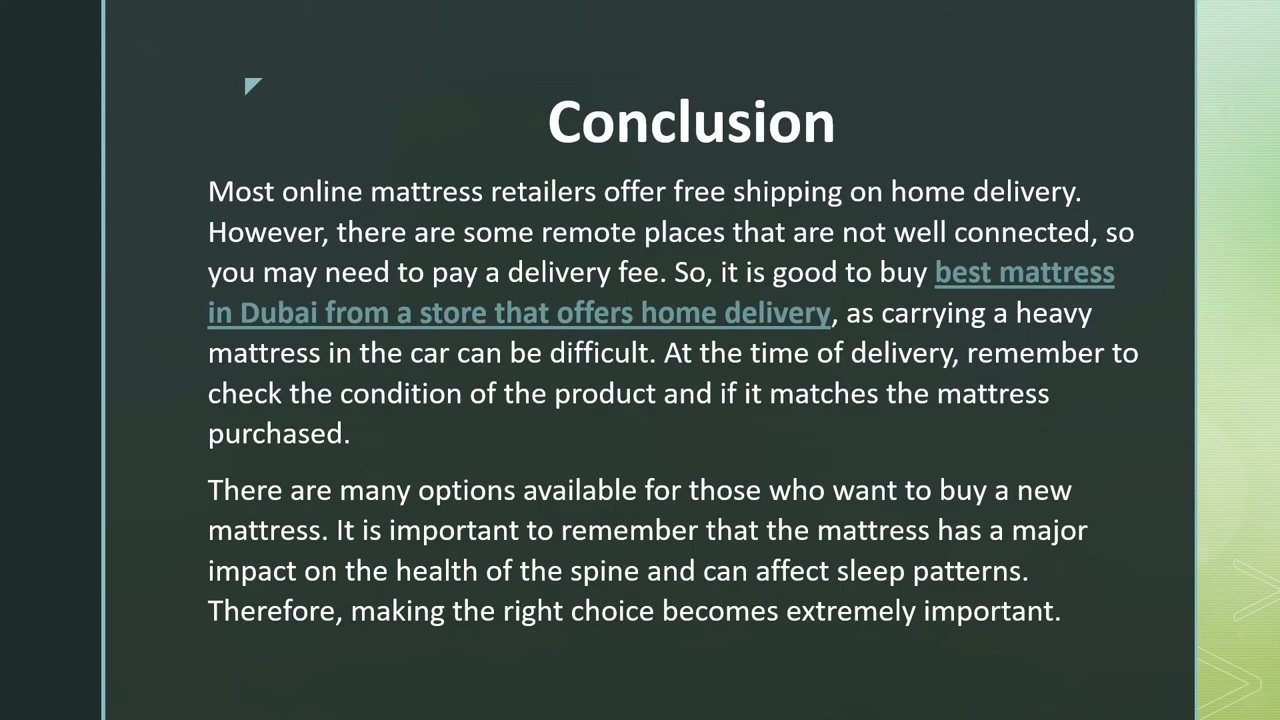 Conclusion
Most online mattress retailers offer free shipping on home delivery.
However, there are some remote places that are not well connected, so
you may need to pay a delivery fee. So, it is good to buy best mattress
in Dubai from a store that offers home delivery, as carrying a heavy
mattress in the car can be difficult. At the time of delivery, remember to
check the condition of the product and if it matches the mattress
purchased.
There are many options available for those who want to buy a new
mattress. It is important to remember that the mattress has a major
impact on the health of the spine and can affect sleep patterns.
Therefore, making the right choice becomes extremely important.